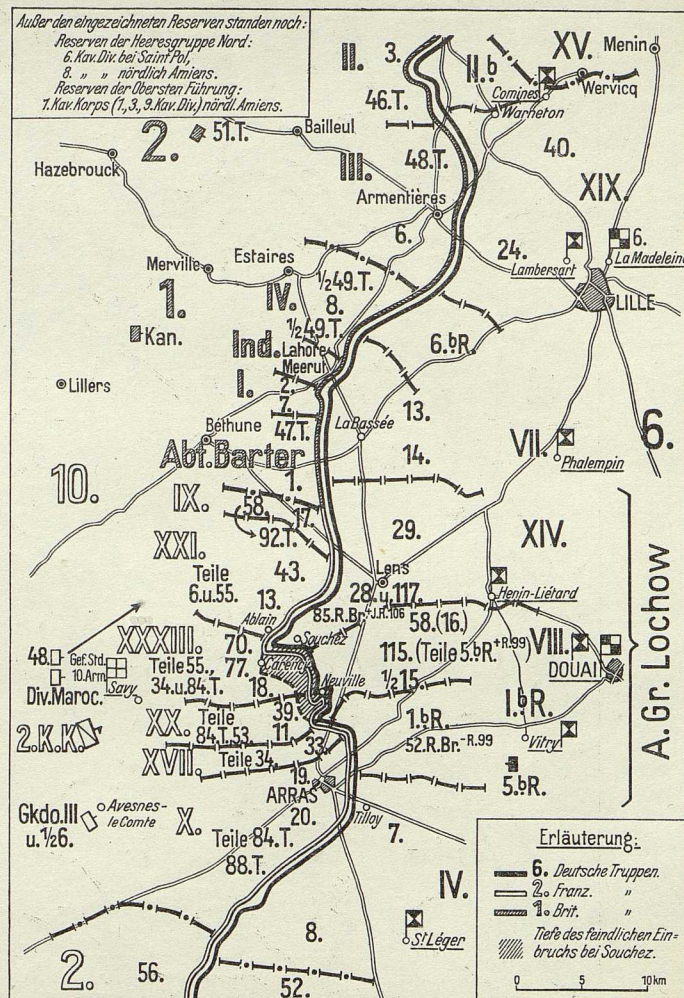 Außer den eingezeichneten Reserven standen noch:
Reserven der Heeresgruppe Nord:
6. Kav. Div. bei Saint Pol,
8. „ „ nördlich Amiens.
Reserven der Obersten Führung:
1. Kav. Korps (1., 3., 9. Kav. Div.) nördl. Amiens.
II.
3.
II.b
XV.
Menin
46.T.
Comines
Wervicq
Warneton
2.
51.T.
Bailleul
Hazebrouck
III.
48.T.
40.
Armentières
XIX.
6.
6.
24.
Lambersart
La Madeleine
Merville
Estaires
½49.T.
IV.
8.
LILLE
1.
Kan.
½49.T.
Ind.
Lahore
Meerut
6.bR.
Lillers
I.
2.
7.
13.
47.T.
La Bassée
Béthune
Abt. Barter
VII.
6.
14.
Phalempin
10.
1.
IX.
58.
17.
92.T.
29.
XIV.
XXI.
Teile
6.u.55.
43.
Lens
28.u.117.
Henin-Liétard
13.
85.R.Br.+J.R.106
58.(16.)
Ablain
Souchez
XXXIII.
70.
115.(Teile 5.bR.+R.99)
VIII.
48.
Gef. Std.
10. Arm
Teile 55.,
34.u.84.T.
77.
Carency
DOUAI
Div. Maroc.
Savy
18.
Neuville
½15.
39.
I.bR.
XX.
Teile
84.T.,53.
11.
1.bR.
2.K.K.
33.
52.R.Br.-R.99
Vitry
XVII.
Teile 34.
19.
5.bR.
ARRAS
A. Gr. Lochow
Gkdo.III
u.½6.
Avesnes-
le Comte
X.
20.
Tilloy
7.
Teile 84.T.
88.T.
IV.
8.
St. Léger
2.
56.
52.
Erläuterung:
6. Deutsche Truppen.
2. Franz. „
1. Brit. „
Tiefe des feindlichen Ein=
bruchs bei Souchez.
0 5 10km